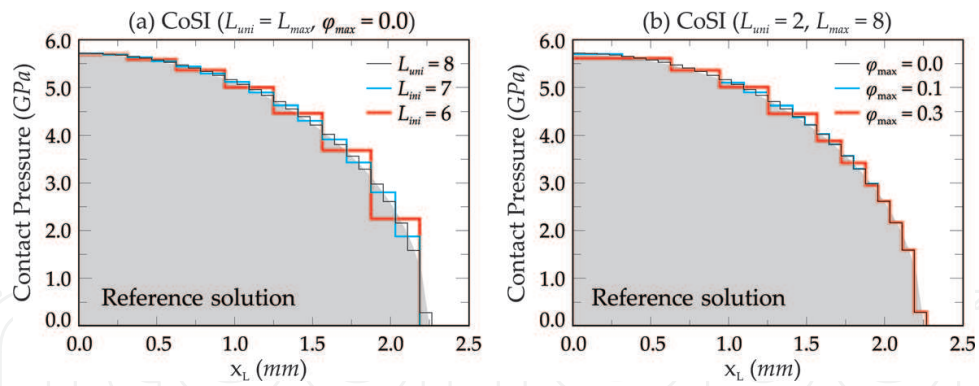 (a) CoSI (L_uni = L_max, φ_max = 0.0)
6.0
5.0
4.0
3.0
2.0
1.0
0.0
Contact Pressure (GPa)
L_uni = 8
L_ini = 7
L_ini = 6
Reference solution
0.0 0.5 1.0 1.5 2.0 2.5
x_L (mm)
(b) CoSI (L_uni = 2, L_max = 8)
6.0
5.0
4.0
3.0
2.0
1.0
0.0
Contact Pressure (GPa)
φ_max = 0.0
φ_max = 0.1
φ_max = 0.3
Reference solution
0.0 0.5 1.0 1.5 2.0 2.5
x_L (mm)